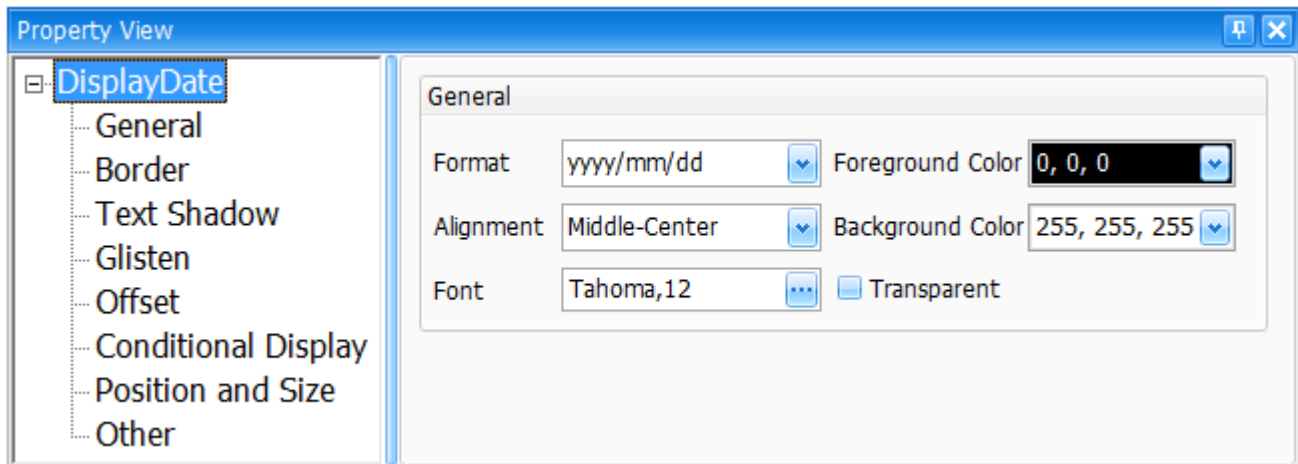 Property View
DisplayDate
General
Border
Text Shadow
Glisten
Offset
Conditional Display
Position and Size
Other
General
Format yyyy/mm/dd Foreground Color 0, 0, 0
Alignment Middle-Center Background Color 255, 255, 255
Font Tahoma,12 ... Transparent